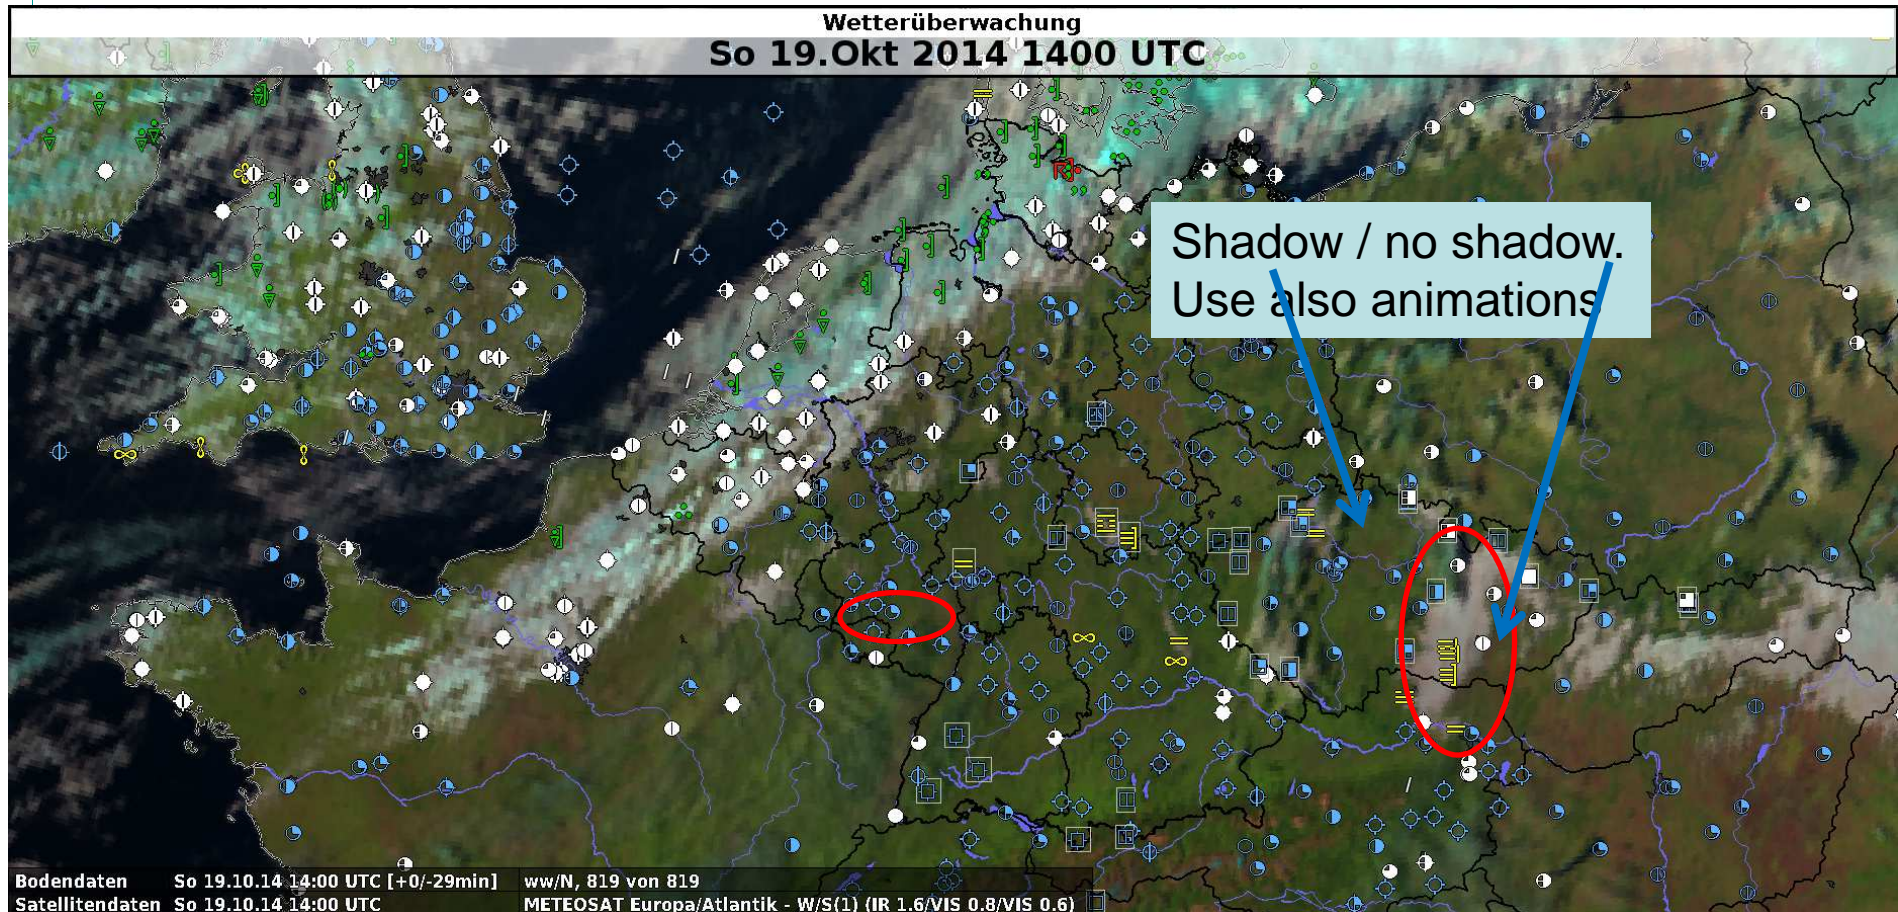 Wetterüberwachung
So 19.Okt 2014 1400 UTC
Shadow / no shadow.
Use also animations
Bodendaten So 19.10.14 14:00 UTC [+0/-29min] ww/N, 819 von 819
Satellitendaten So 19.10.14 14:00 UTC METEOSAT Europa/Atlantik - W/S(1) (IR 1.6/VIS 0.8/VIS 0.6)